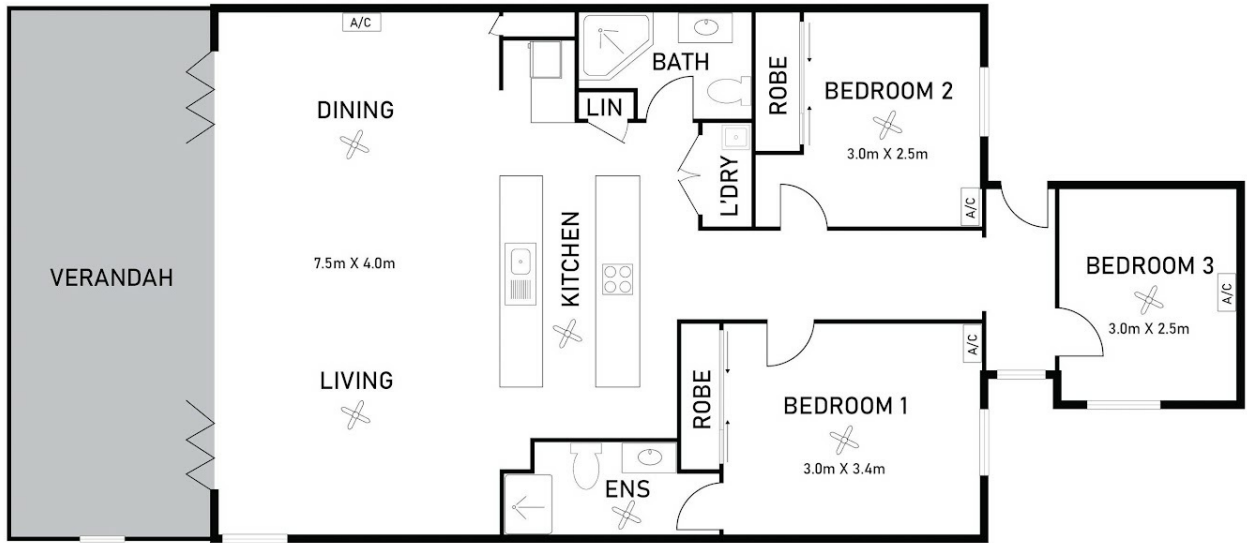 A/C
DINING
BATH
LIN
ROBE
BEDROOM 2
3.0m X 2.5m
L'DRY
A/C
VERANDAH
7.5m X 4.0m
KITCHEN
BEDROOM 3
A/C
3.0m X 2.5m
LIVING
ROBE
A/C
BEDROOM 1
3.0m X 3.4m
ENS